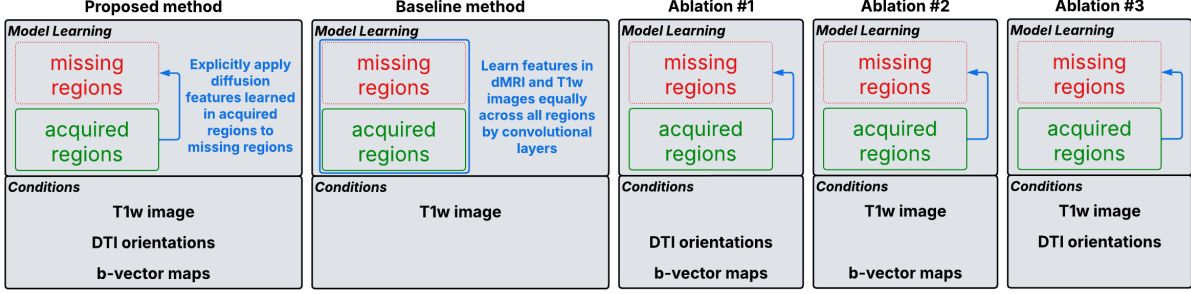 Proposed method
Model Learning
missing
regions
acquired
regions
Explicitly apply
diffusion
features learned
in acquired
regions to
missing regions
Conditions
T1w image
DTI orientations
b-vector maps
Baseline method
Model Learning
missing
regions
acquired
regions
Learn features in
dMRI and T1w
images equally
across all regions
by convolutional
layers
Conditions
T1w image
Ablation #1
Model Learning
missing
regions
acquired
regions
Conditions
DTI orientations
b-vector maps
Ablation #2
Model Learning
missing
regions
acquired
regions
Conditions
T1w image
b-vector maps
Ablation #3
Model Learning
missing
regions
acquired
regions
Conditions
T1w image
DTI orientations